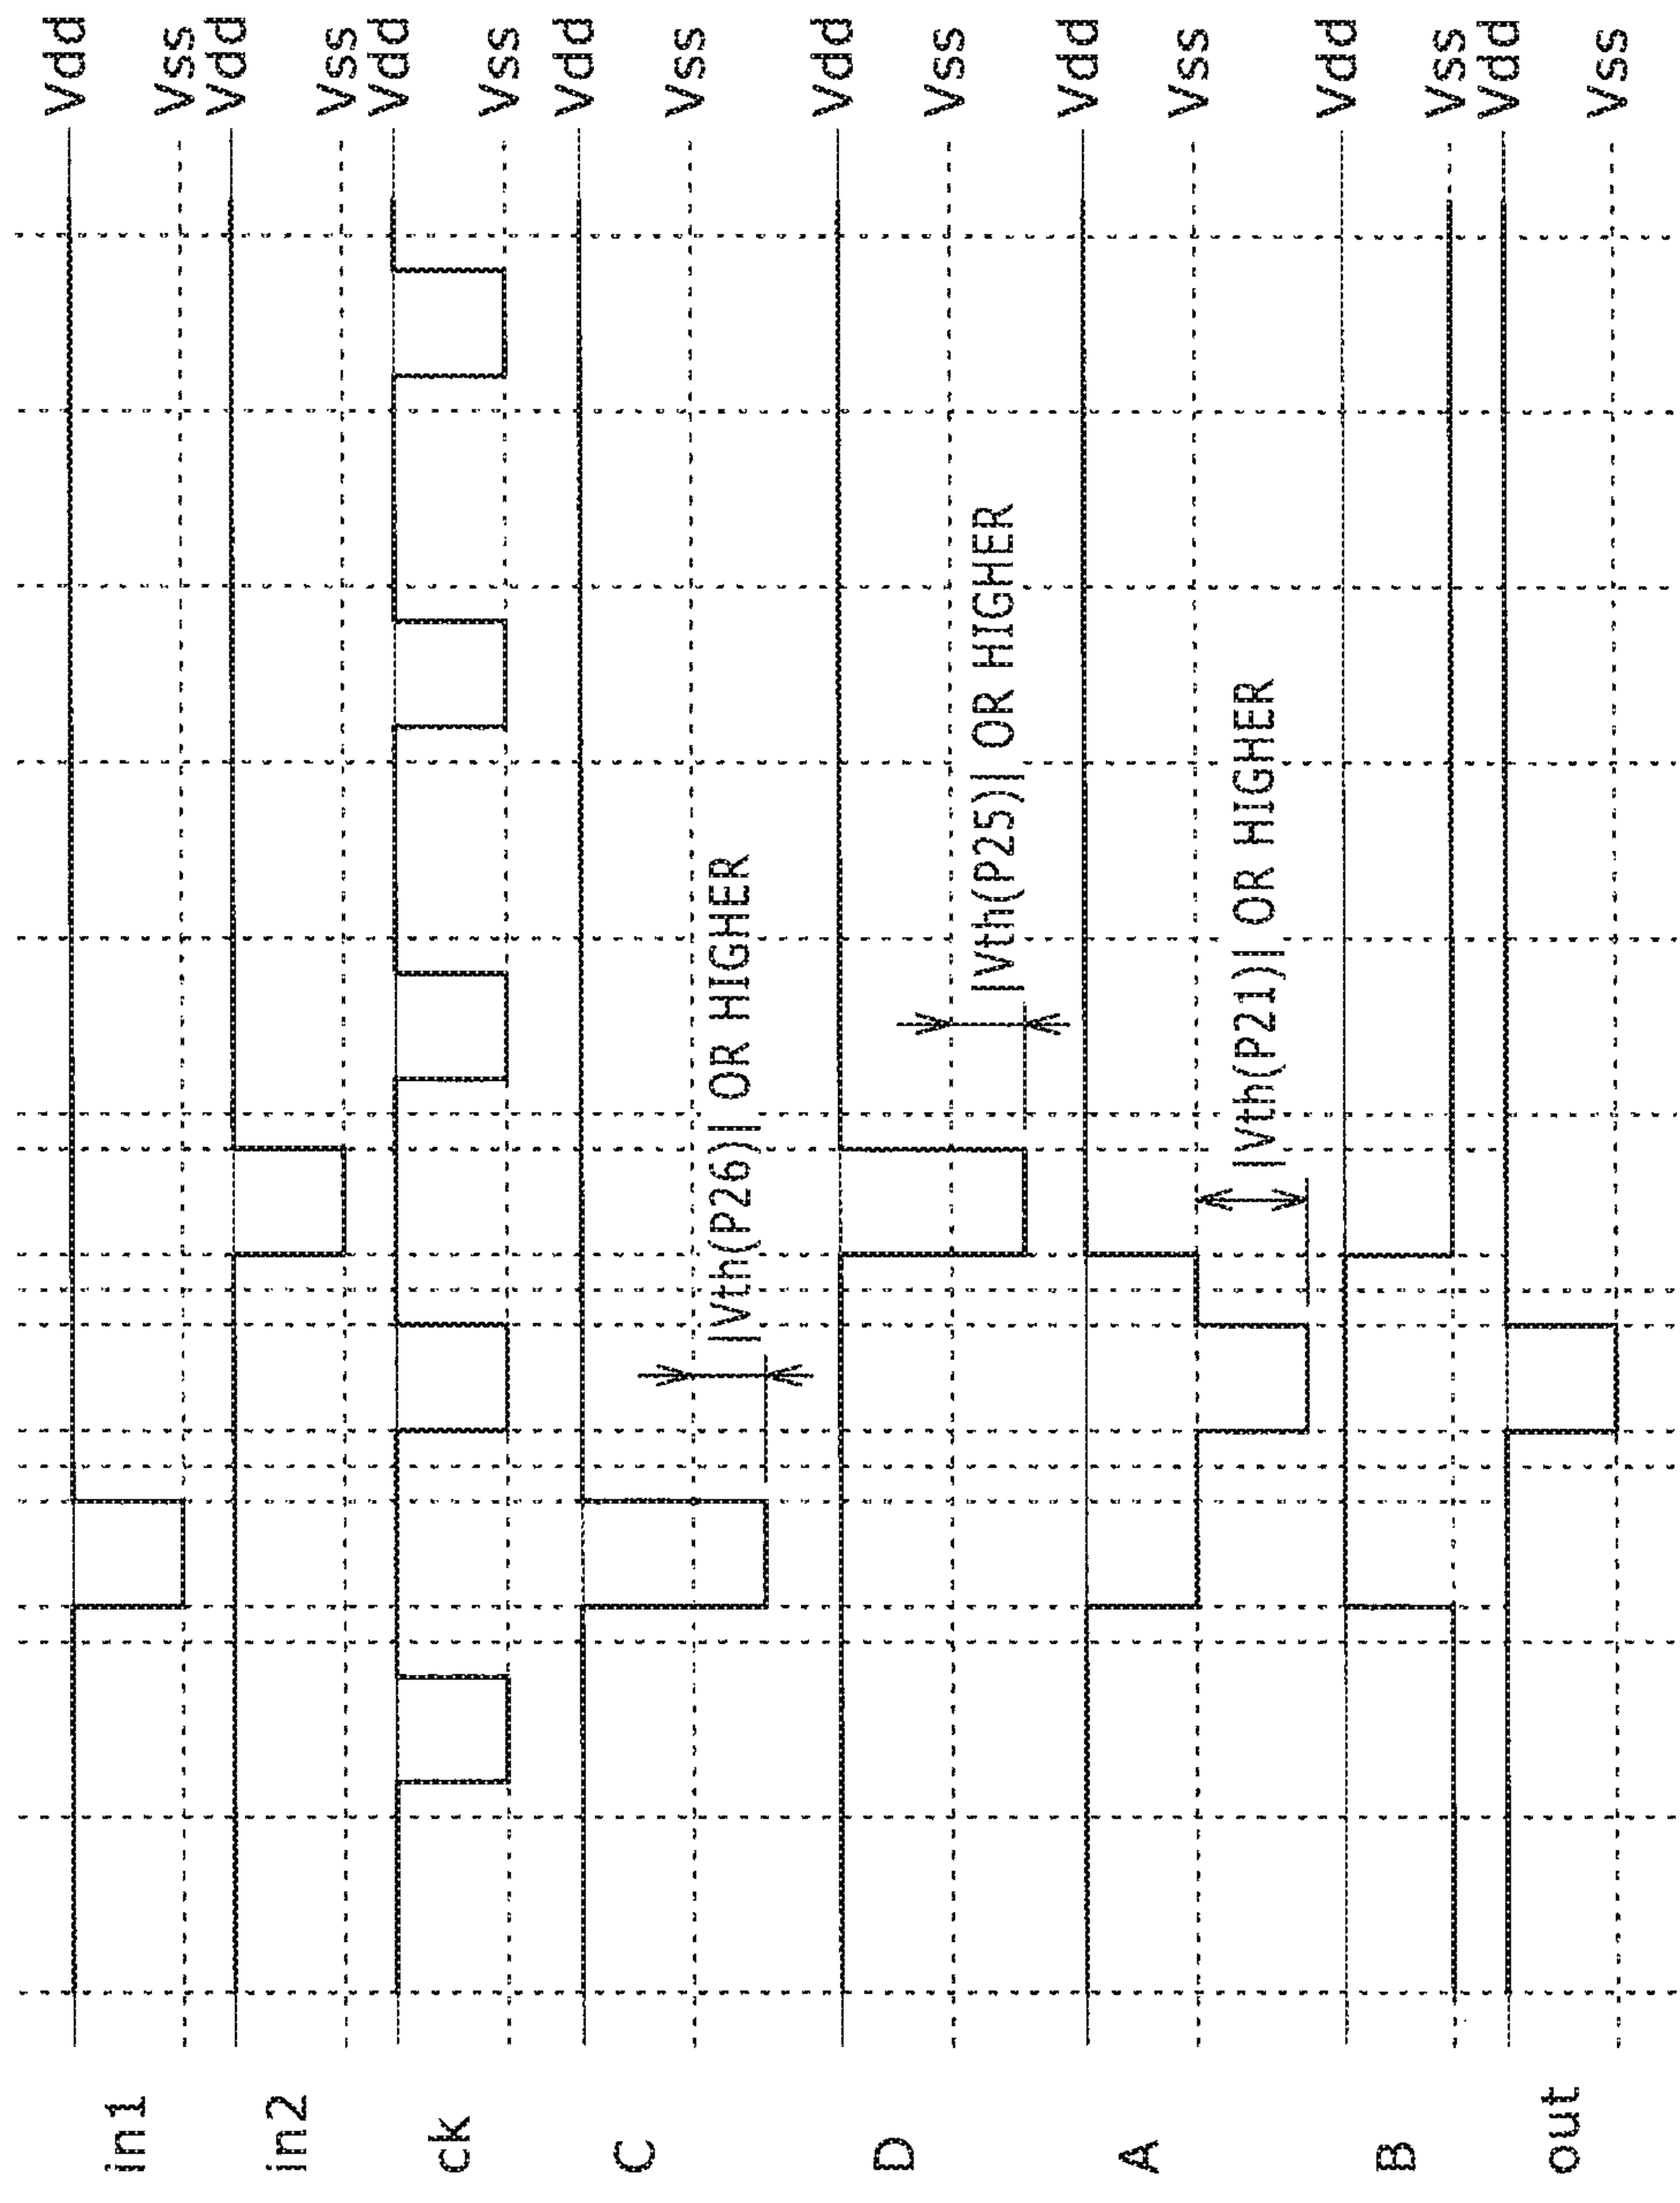 in1
Vdd
Vss
in2
Vdd
Vss
ck
Vdd
Vss
C
Vdd
Vss
|Vth(P26)| OR HIGHER
D
Vdd
Vss
|Vth(P25)| OR HIGHER
A
Vdd
Vss
|Vth(P21)| OR HIGHER
B
Vdd
Vss
out
Vdd
Vss